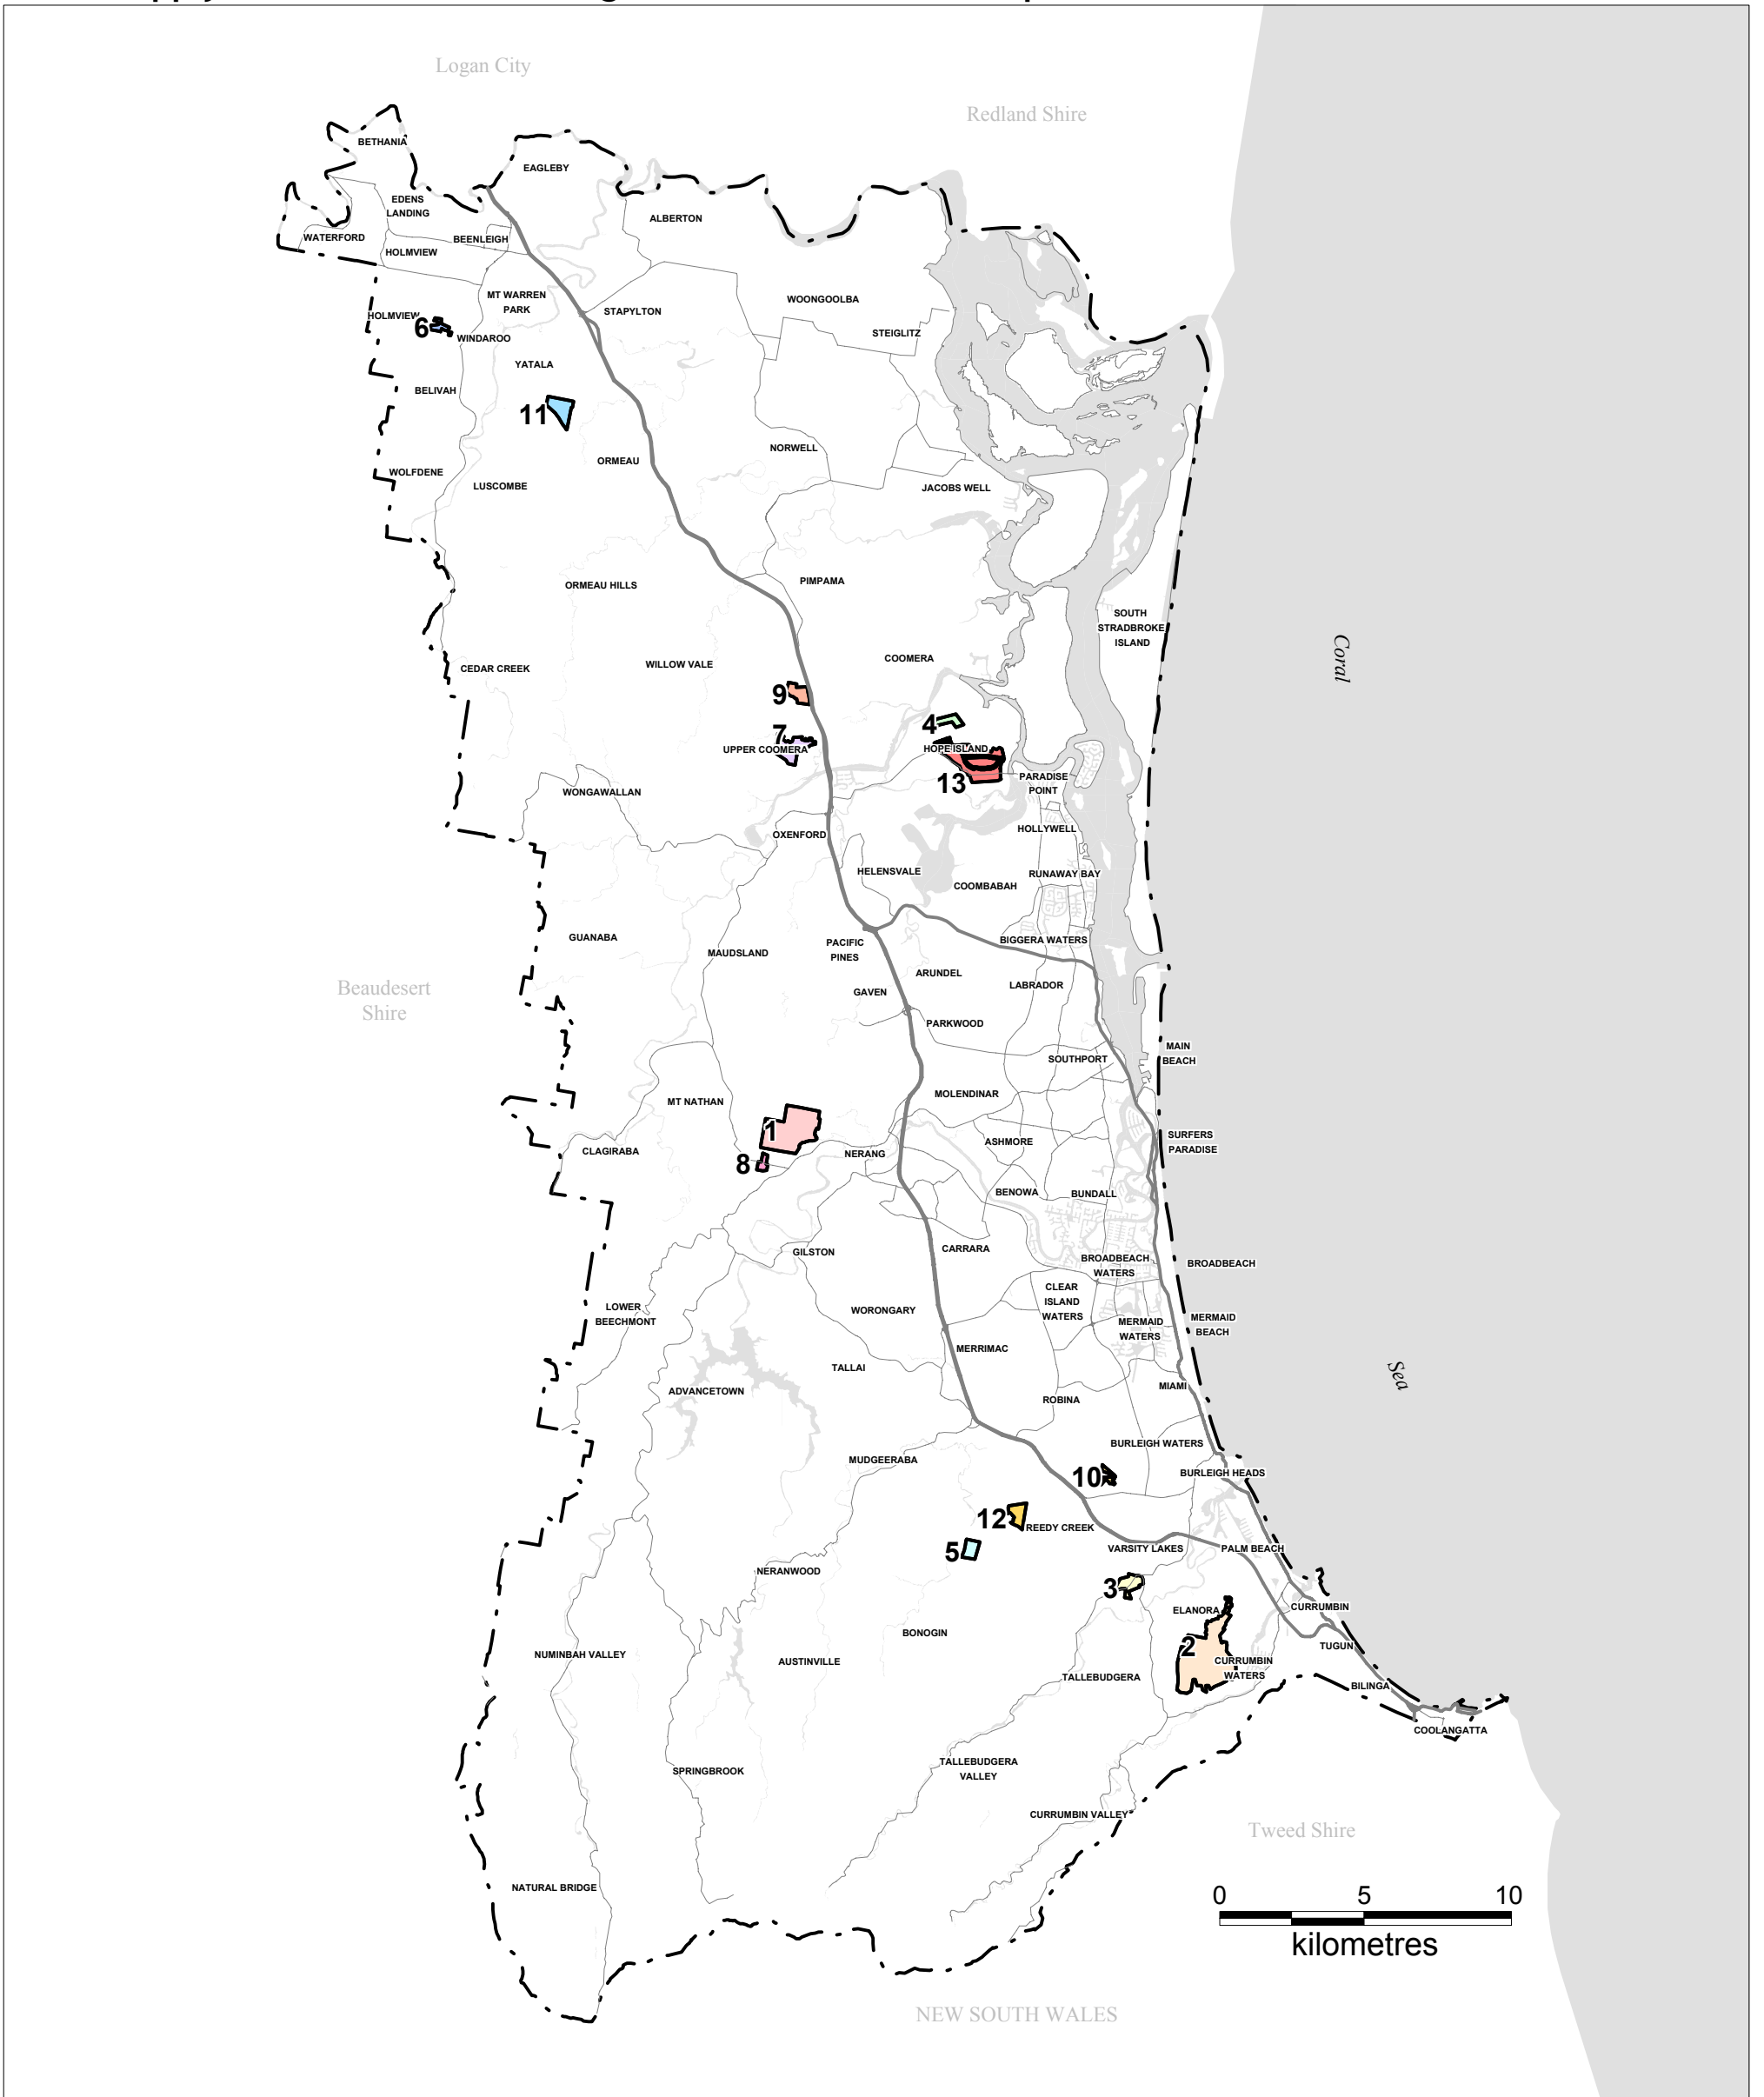 Logan City
Redland Shire
BETHANIA
EAGLEBY
EDENS
LANDING
ALBERTON
WATERFORD
BEENLEIGH
HOLMVIEW
MT WARREN
PARK
WOONGOOLBA
STAPYLTON
HOLMVIEW
6
STEIGLITZ
WINDAROO
YATALA
BELIVAH
11
NORWELL
ORMEAU
WOLFDENE
LUSCOMBE
JACOBS WELL
PIMPAMA
ORMEAU HILLS
SOUTH
STRADBROKE
ISLAND
Coral
COOMERA
WILLOW VALE
CEDAR CREEK
9
4
7
UPPER COOMERA
HOPE ISLAND
13
PARADISE
POINT
WONGAWALLAN
HOLLYWELL
OXENFORD
HELENSVALE
RUNAWAY BAY
COOMBABAH
GUANABA
BIGGERA WATERS
PACIFIC
PINES
MAUDSLAND
ARUNDEL
Beaudesert
Shire
LABRADOR
GAVEN
PARKWOOD
MAIN
BEACH
SOUTHPORT
MOLENDINAR
MT NATHAN
1
SURFERS
PARADISE
ASHMORE
CLAGIRABA
NERANG
8
BENOWA
BUNDALL
CARRARA
GILSTON
BROADBEACH
WATERS
BROADBEACH
CLEAR
ISLAND
WATERS
LOWER
BEECHMONT
WORONGARY
MERMAID
BEACH
MERMAID
WATERS
MERRIMAC
TALLAI
Sea
MIAMI
ADVANCETOWN
ROBINA
BURLEIGH WATERS
MUDGEERABA
10
BURLEIGH HEADS
12
REEDY CREEK
5
VARSITY LAKES
PALM BEACH
NERANWOOD
3
CURRUMBIN
ELANORA
BONOGIN
TUGUN
2
NUMINBAH VALLEY
AUSTINVILLE
CURRUMBIN
WATERS
TALLEBUDGERA
BILINGA
COOLANGATTA
TALLEBUDGERA
VALLEY
SPRINGBROOK
CURRUMBIN VALLEY
Tweed Shire
NATURAL BRIDGE
0 5 10
kilometres
NEW SOUTH WALES